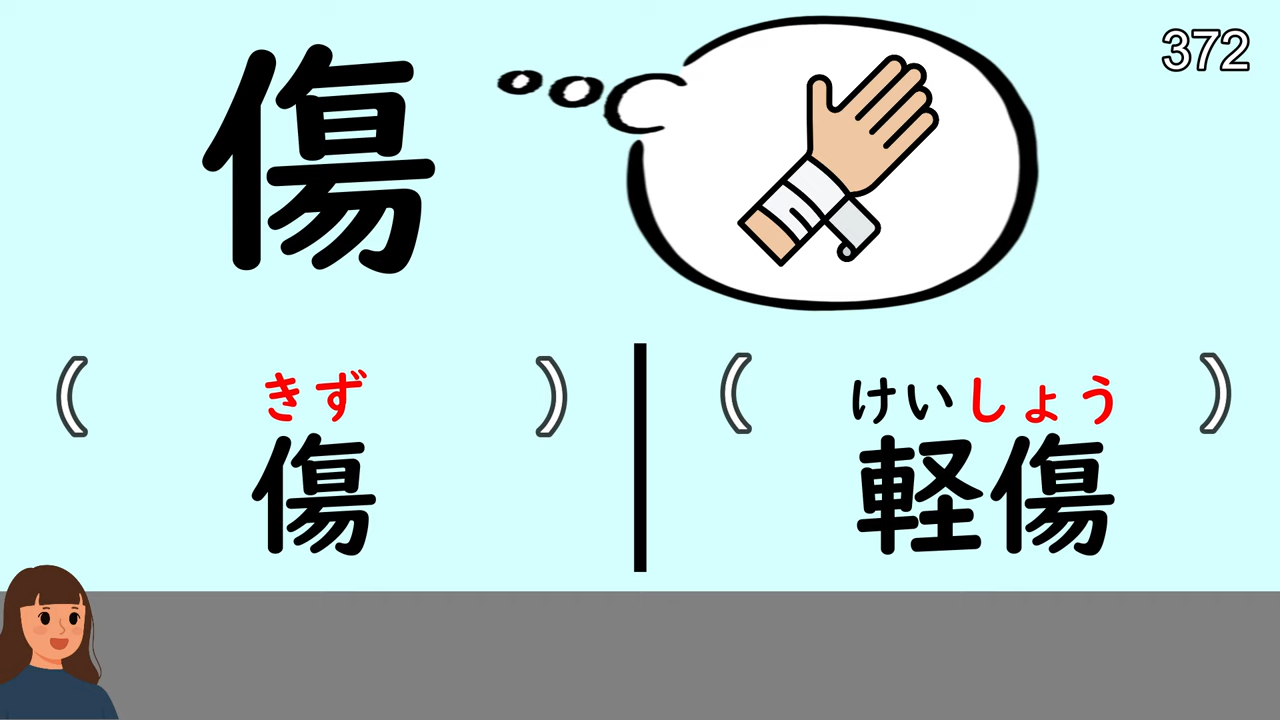 372
傷
( きず )
傷
( けいしょう )
軽傷